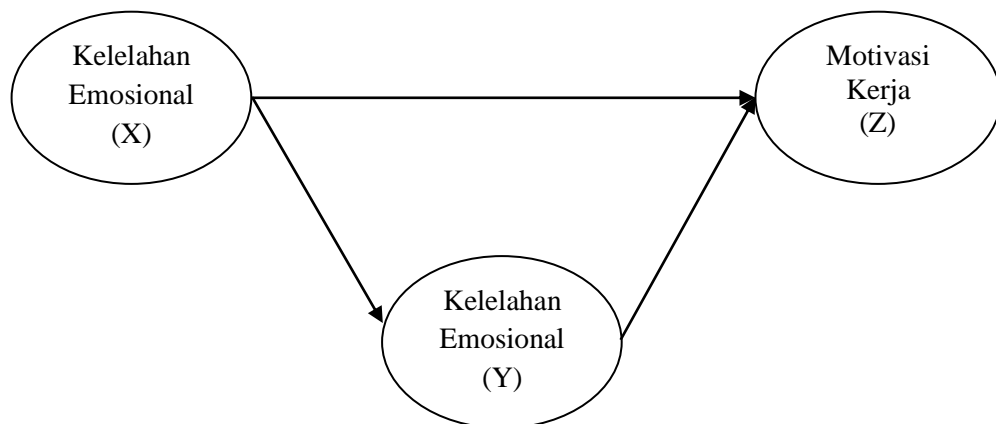 Kelelahan
Emosional
(X)
Motivasi
Kerja
(Z)
Kelelahan
Emosional
(Y)